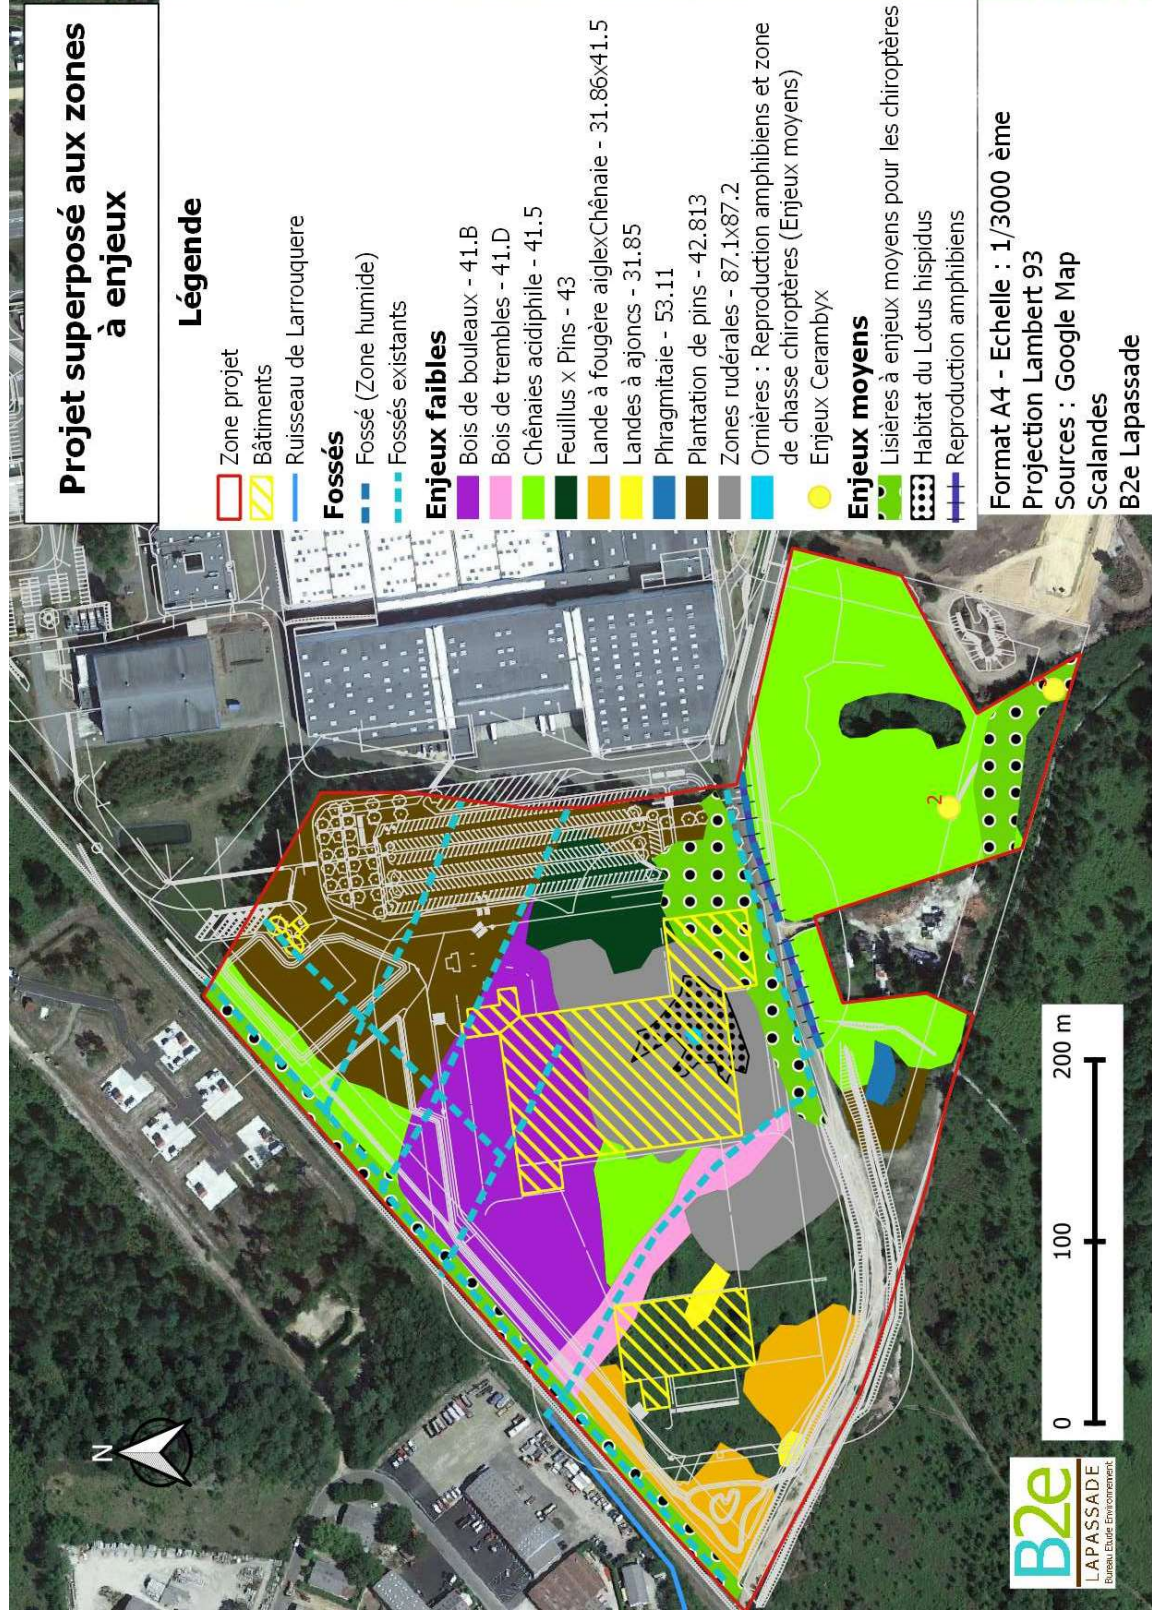 Projet superposé aux zones
à enjeux
Légende
Zone projet
Bâtiments
Ruisseau de Larrouquere
Fossés
Fossé (Zone humide)
Fossés existants
Enjeux faibles
Bois de bouleaux - 41.B
Bois de trembles - 41.D
Chênaies acidiphile - 41.5
Feuillus x Pins - 43
Lande à fougère aiglexChênaie - 31.86x41.5
Landes à ajoncs - 31.85
Phragmitaie - 53.11
Plantation de pins - 42.813
Zones rudérales - 87.1x87.2
Ornières : Reproduction amphibiens et zone
de chasse chiroptères (Enjeux moyens)
Enjeux Cerambyx
Enjeux moyens
Lisières à enjeux moyens pour les chiroptères
Habitat du Lotus hispidus
Reproduction amphibiens
Format A4 - Echelle : 1/3000 ème
Projection Lambert 93
Sources : Google Map
Scalandes
B2e Lapassade
N
2
0 100 200 m
B2e
LAPASSADE
Bureau Etude Environnement